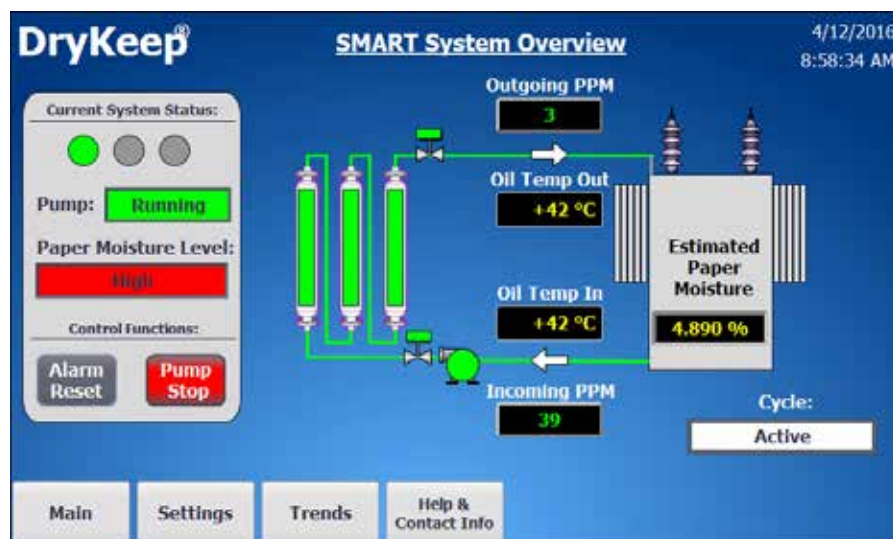 DryKeep®
SMART System Overview
4/12/2016
8:58:34 AM
Current System Status:
Pump:
Running
Paper Moisture Level:
High
Control Functions:
Alarm
Reset
Pump
Stop
Outgoing PPM
3
Oil Temp Out
+42 °C
Oil Temp In
+42 °C
Incoming PPM
39
Estimated
Paper
Moisture
4.890 %
Cycle:
Active
Main
Settings
Trends
Help &
Contact Info